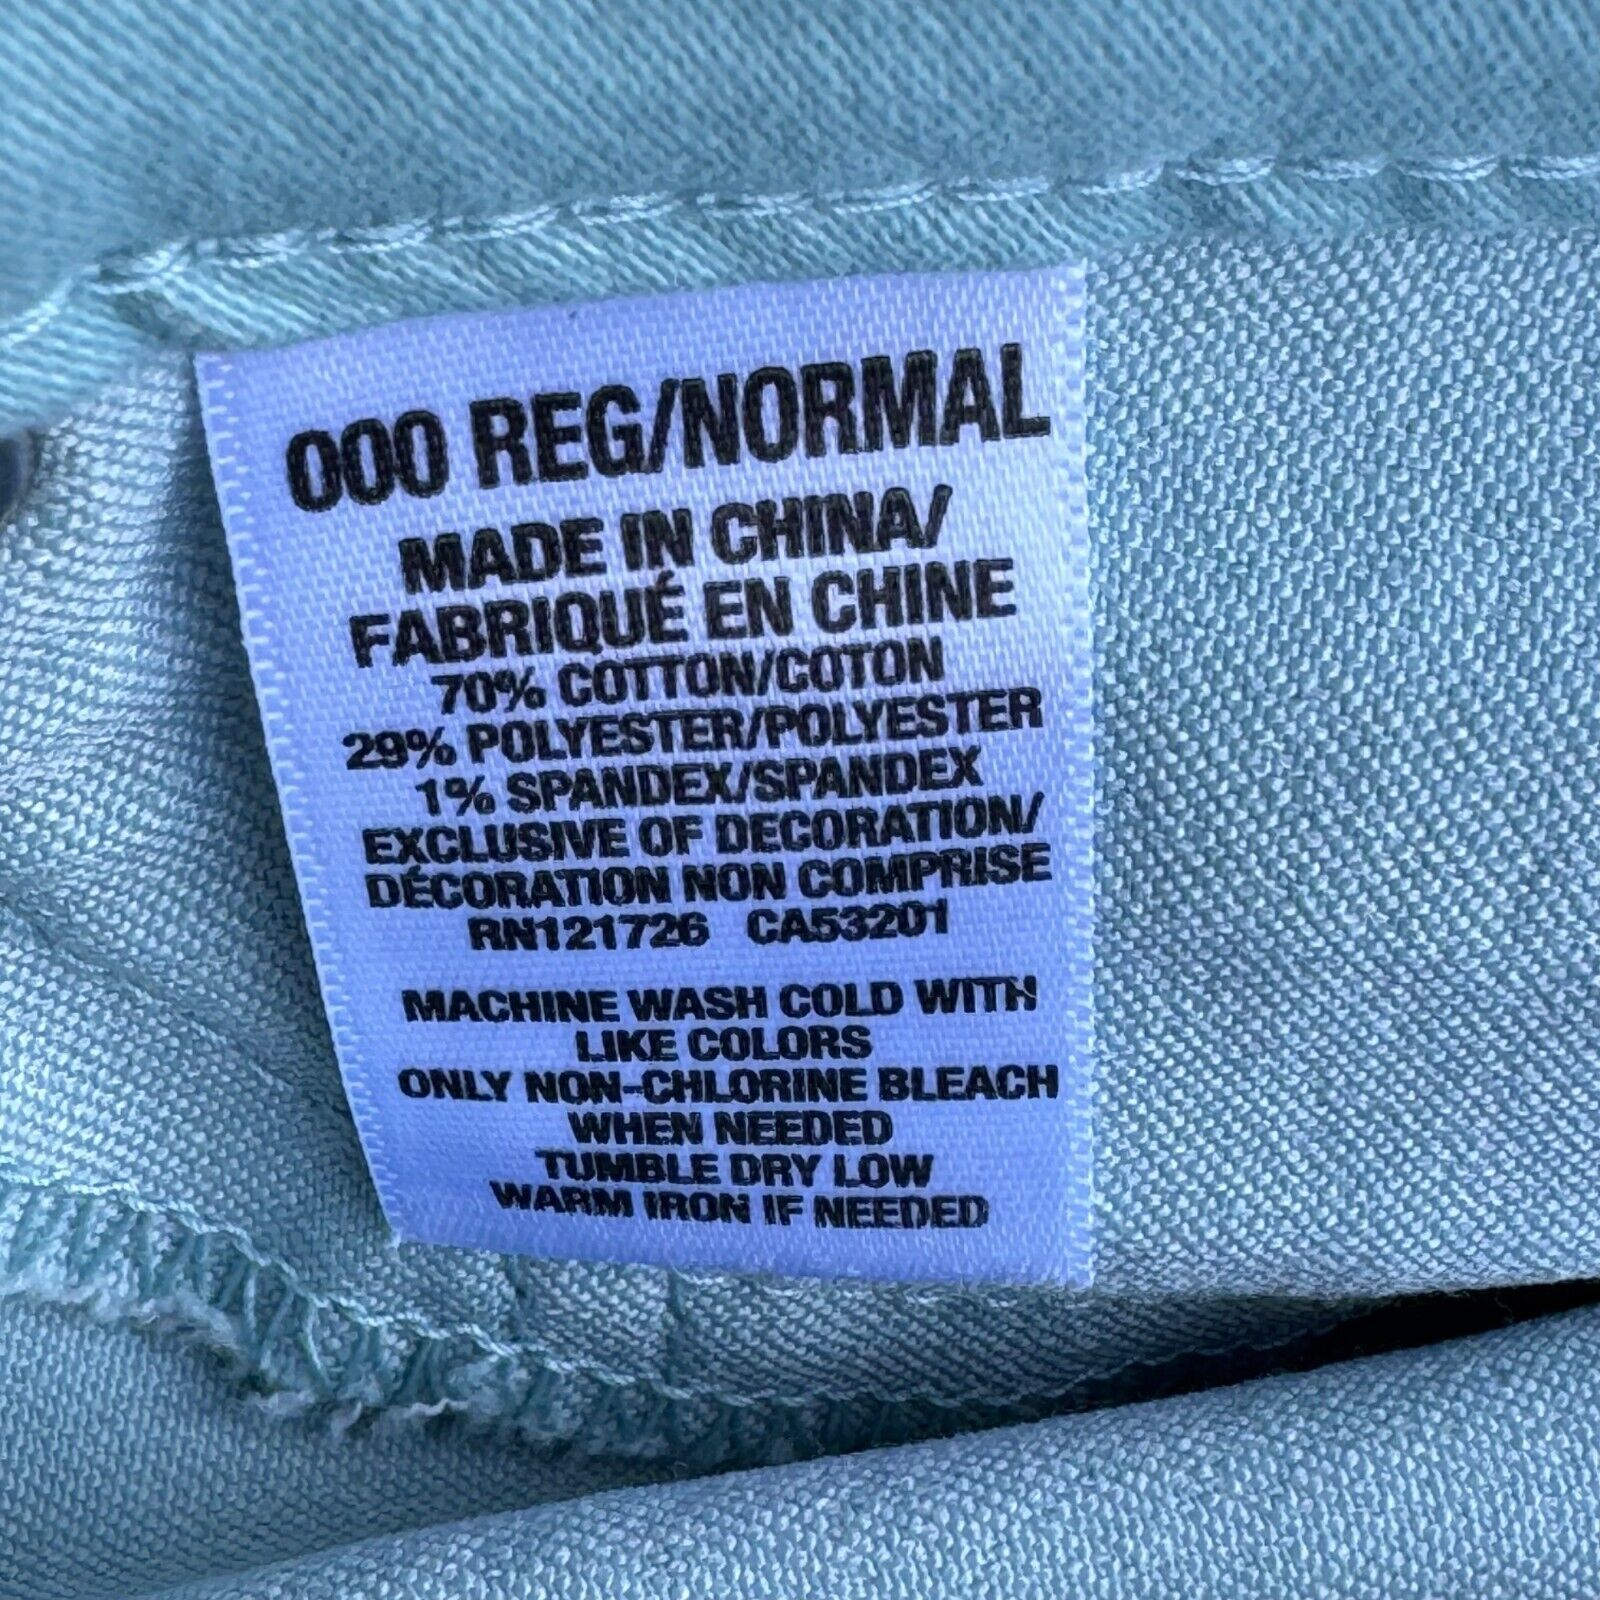 000 REG/NORMAL
MADE IN CHINA/
FABRIQUÉ EN CHINE
70% COTTON/COTON
29% POLYESTER/POLYESTER
1% SPANDEX/SPANDEX
EXCLUSIVE OF DECORATION/
DÉCORATION NON COMPRISE
RN121726 CA53201
MACHINE WASH COLD WITH
LIKE COLORS
ONLY NON-CHLORINE BLEACH
WHEN NEEDED
TUMBLE DRY LOW
WARM IRON IF NEEDED